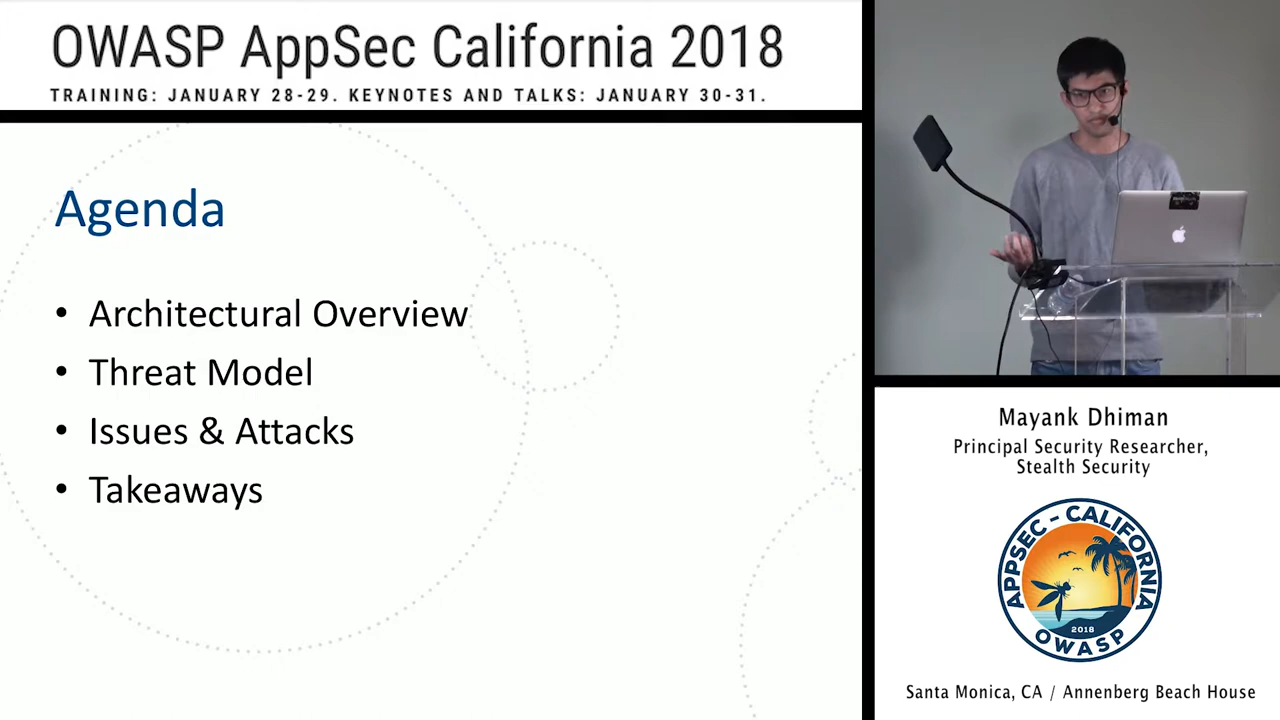 OWASP AppSec California 2018
TRAINING: JANUARY 28-29. KEYNOTES AND TALKS: JANUARY 30-31.
Agenda
• Architectural Overview
• Threat Model
• Issues & Attacks
• Takeaways
Mayank Dhiman
Principal Security Researcher,
Stealth Security
APPSEC - CALIFORNIA
2018
OWASP
Santa Monica, CA / Annenberg Beach House